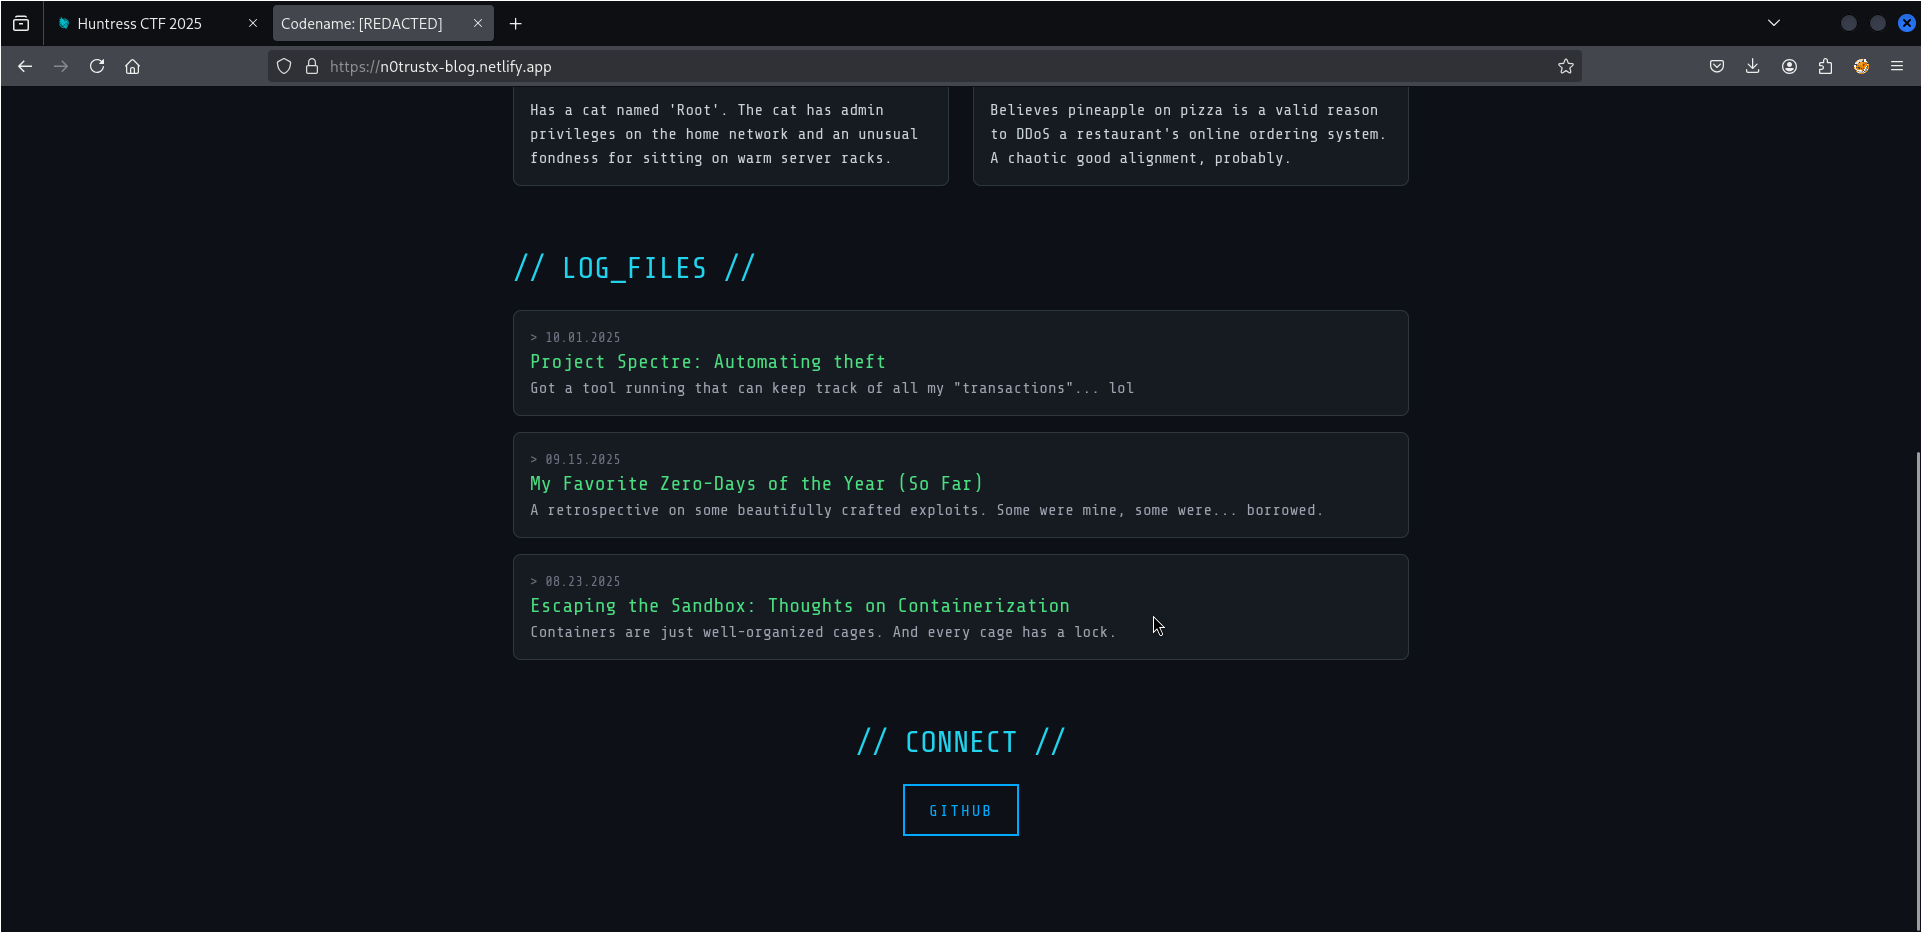 Huntress CTF 2025
Codename: [REDACTED]
https://n0trustx-blog.netlify.app
Has a cat named 'Root'. The cat has admin
privileges on the home network and an unusual
fondness for sitting on warm server racks.
Believes pineapple on pizza is a valid reason
to DDoS a restaurant's online ordering system.
A chaotic good alignment, probably.
// LOG_FILES //
> 10.01.2025
Project Spectre: Automating theft
Got a tool running that can keep track of all my "transactions"... lol
> 09.15.2025
My Favorite Zero-Days of the Year (So Far)
A retrospective on some beautifully crafted exploits. Some were mine, some were... borrowed.
> 08.23.2025
Escaping the Sandbox: Thoughts on Containerization
Containers are just well-organized cages. And every cage has a lock.
// CONNECT //
GITHUB